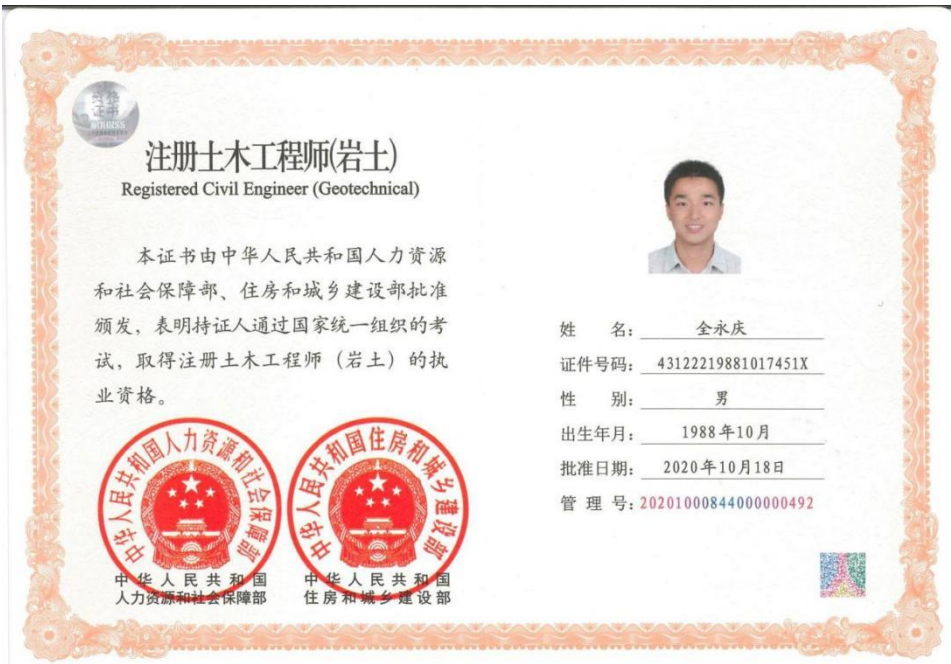 注册土木工程师(岩土)
Registered Civil Engineer (Geotechnical)
本证书由中华人民共和国人力资源
和社会保障部、住房和城乡建设部批准
颁发，表明持证人通过国家统一组织的考
试，取得注册土木工程师（岩土）的执
业资格。
中华人民共和国人力资源和社会保障部
中华人民共和国
人力资源和社会保障部
中华人民共和国住房和城乡建设部
中华人民共和国
住房和城乡建设部
姓 名：全永庆
证件号码：43122219881017451X
性 别：男
出生年月：1988年10月
批准日期：2020年10月18日
管 理 号：20201000844000000492